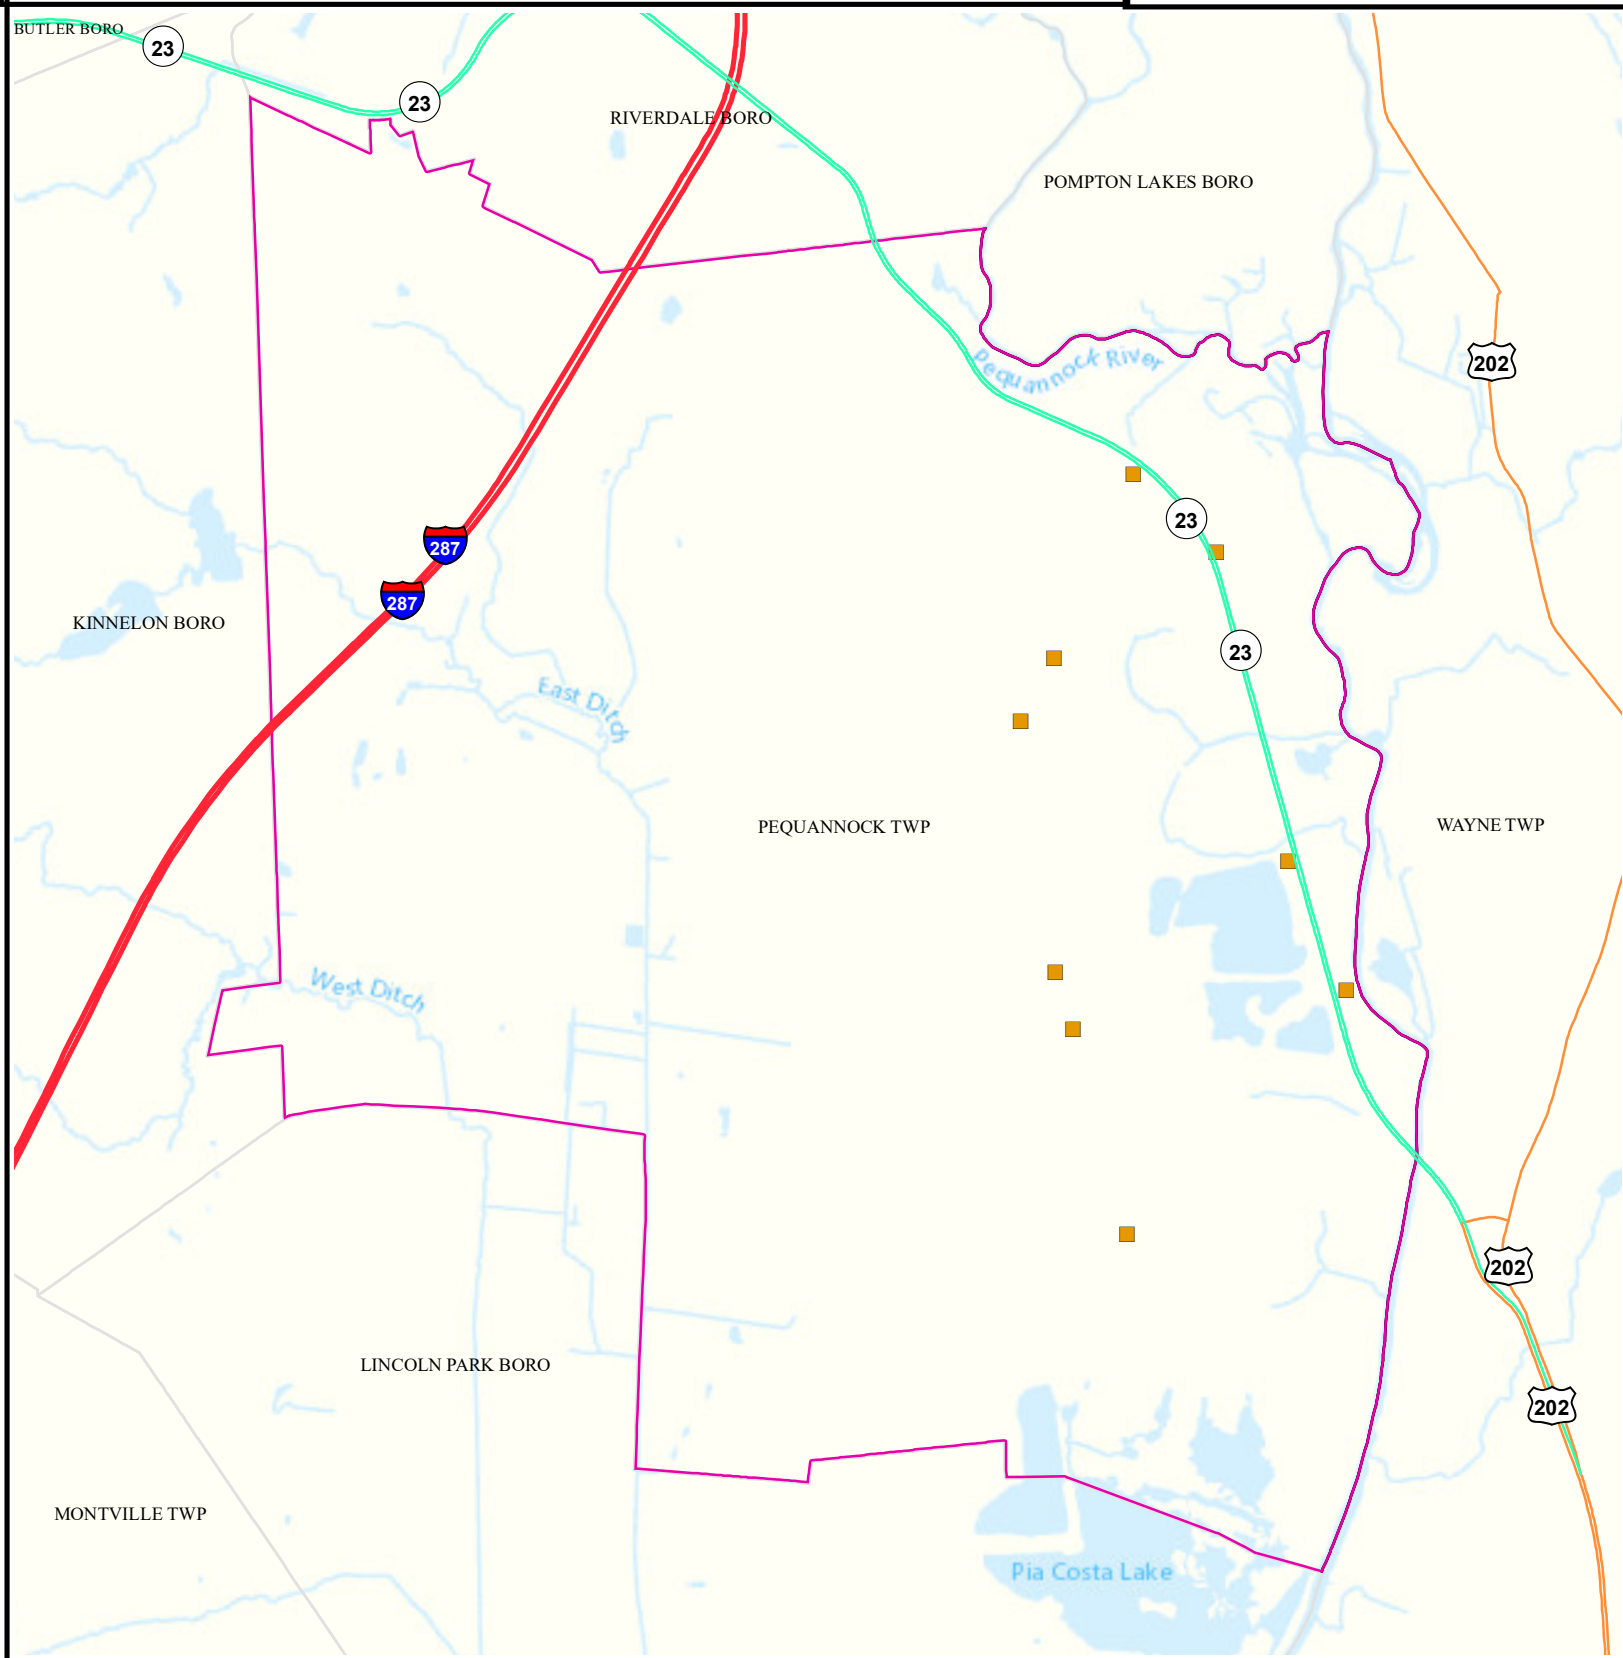 BUTLER BORO
23
23
RIVERDALE BORO
POMPTON LAKES BORO
Pequannock River
202
23
287
287
KINNELON BORO
23
East Ditch
PEQUANNOCK TWP
WAYNE TWP
West Ditch
202
LINCOLN PARK BORO
202
MONTVILLE TWP
Pia Costa Lake